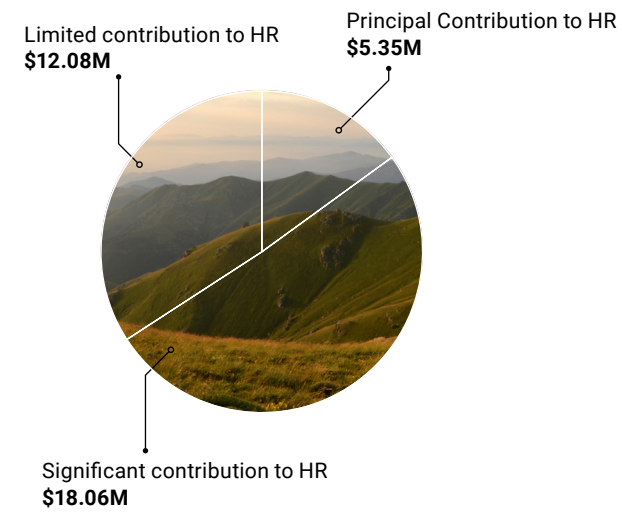 Principal Contribution to HR
$5.35M
Limited contribution to HR
$12.08M
Significant contribution to HR
$18.06M